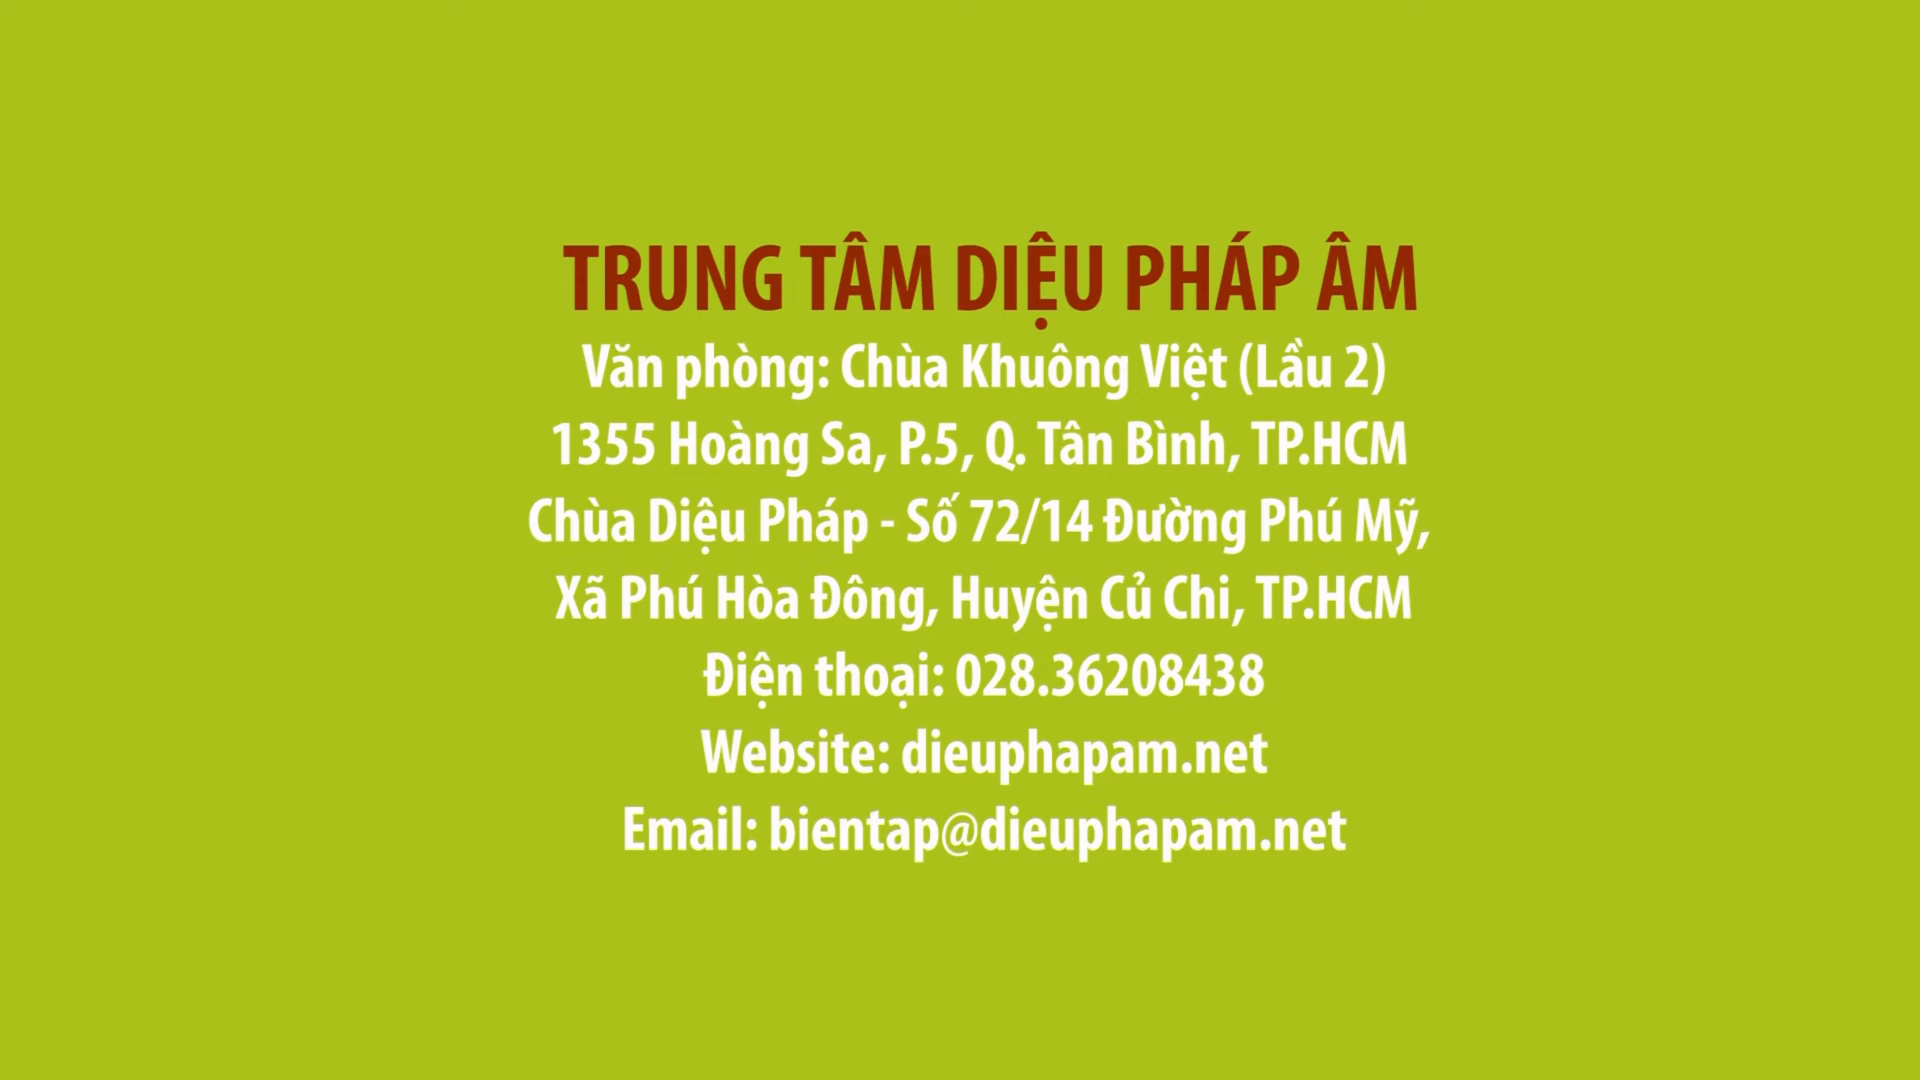 TRUNG TÂM DIỆU PHÁP ÂM
Văn phòng: Chùa Khuông Việt (Lầu 2)
1355 Hoàng Sa, P.5, Q. Tân Bình, TP.HCM
Chùa Diệu Pháp - Số 72/14 Đường Phú Mỹ,
Xã Phú Hòa Đông, Huyện Củ Chi, TP.HCM
Điện thoại: 028.36208438
Website: dieuphapam.net
Email: bientap@dieuphapam.net